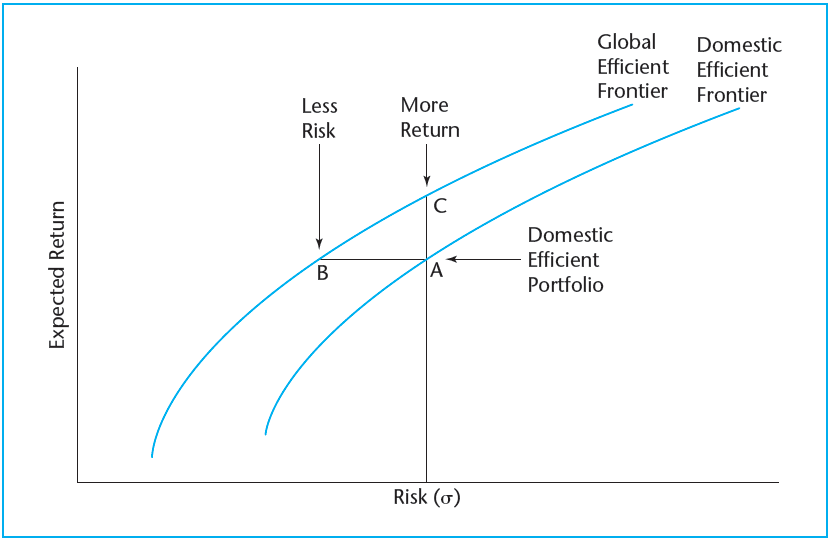 Global
Efficient
Frontier
Domestic
Efficient
Frontier
Less
Risk
More
Return
C
Domestic
Efficient
Portfolio
B
A
Expected Return
Risk (σ)